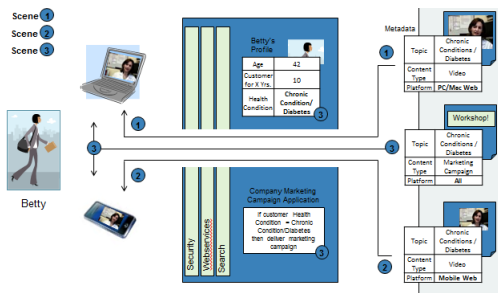 Scene 1
Scene 2
Scene 3
Betty
1
3
2
Betty's
Profile
Age 42
Customer
for X Yrs. 10
Health
Condition
Chronic
Condition/
Diabetes
3
Security
Webservices
Search
Company Marketing
Campaign Application
If customer Health
Condition = Chronic
Condition/Diabetes
then deliver marketing
campaign
3
Metadata
1
Topic
Chronic
Conditions
/ Diabetes
Content
Type
Video
Platform PC/Mac Web
Workshop!
3
Topic
Chronic
Conditions /
Diabetes
Content
Type
Marketing
Campaign
Platform All
2
Topic
Chronic
Conditions /
Diabetes
Content
Type
Video
Platform Mobile Web